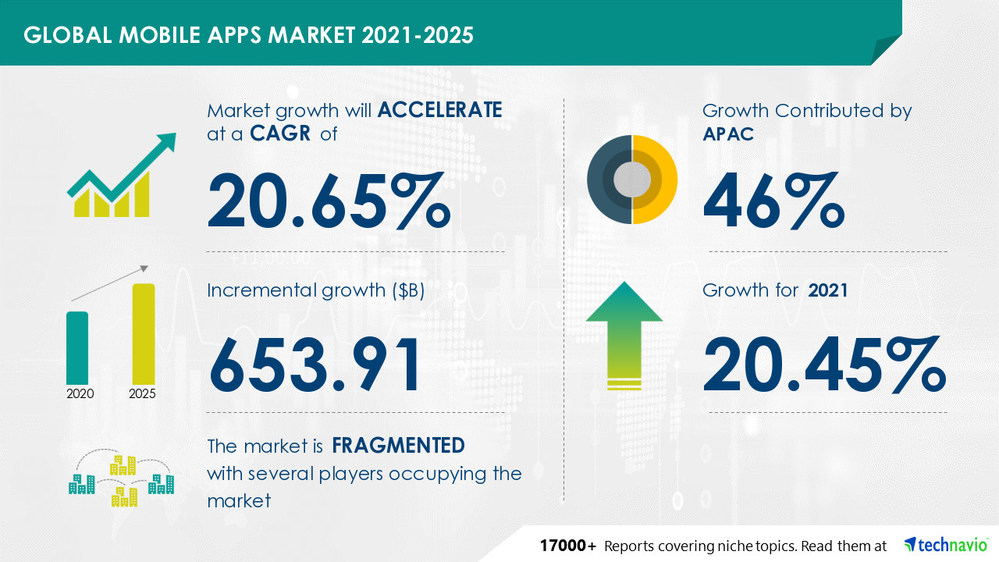 GLOBAL MOBILE APPS MARKET 2021-2025
Market growth will ACCELERATE
at a CAGR of
20.65%
Incremental growth ($B)
653.91
2020 2025
The market is FRAGMENTED
with several players occupying the
market
Growth Contributed by
APAC
46%
Growth for 2021
20.45%
17000+ Reports covering niche topics. Read them at technavio